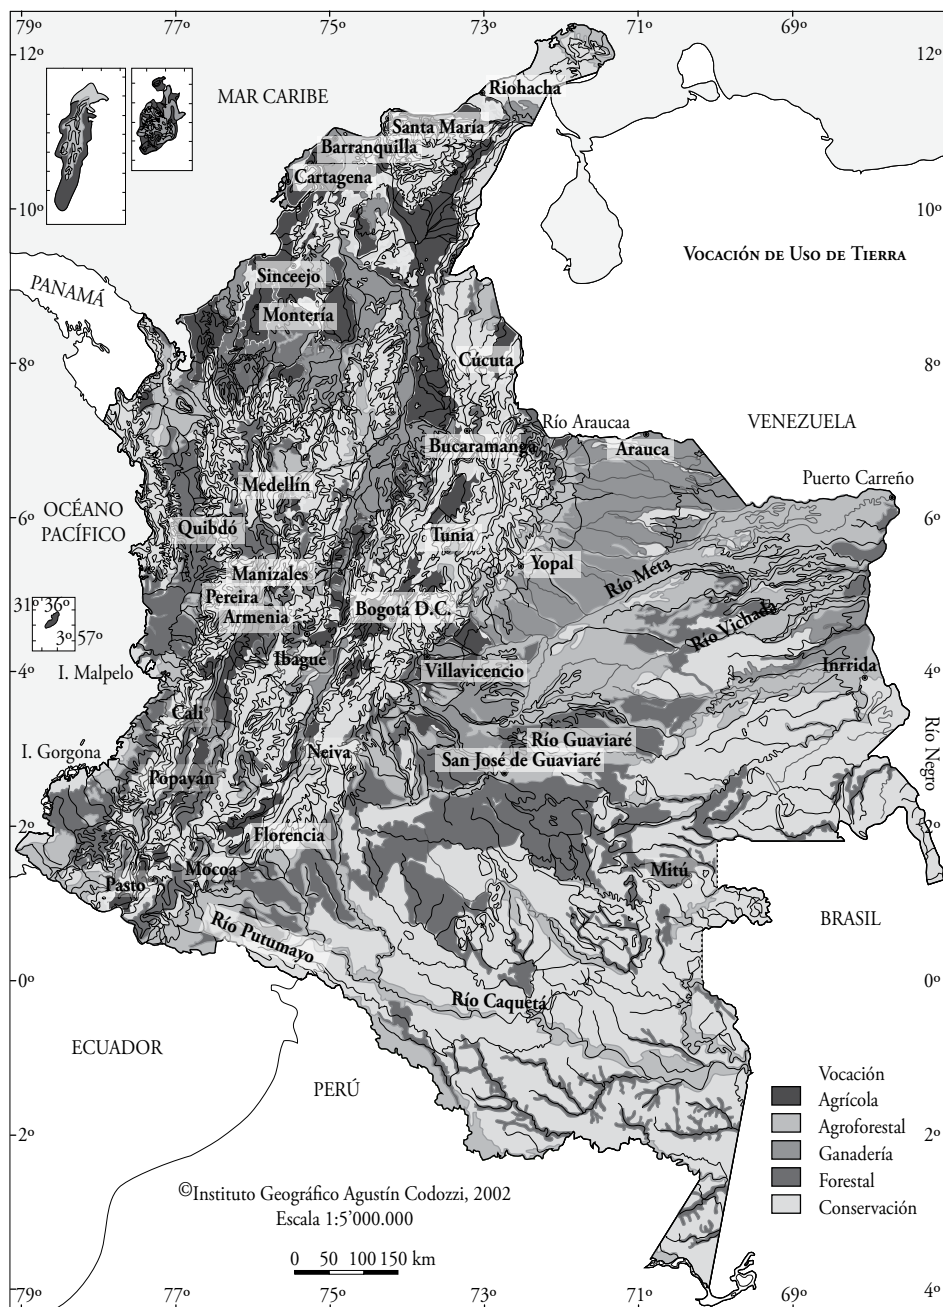 79º 77º 75º 73º 71º 69º
12º 12º
Riohacha
MAR CARIBE
Santa María
Barranquilla
Cartagena
10º 10º
Vocación de Uso de Tierra
Sinceejo
PANAMÁ
Montería
8º Cúcuta 8º
Río Araucaa VENEZUELA
Bucaramanga Arauca
Puerto Carreño
Medellín
OCÉANO
PACÍFICO
6º Quibdó 6º
Tunia
Yopal
Manizales Río Meta
31º 36º Pereira Bogotá D.C.
Armenia Río Vichada
3º 57º
Ibagué Inrrida
4º Villavicencio 4º
I. Malpelo
Cali
Río Guaviaré
I. Gorgona Neiva San José de Guaviaré Río Negro
Popayán
2º Florencia 2º
Mocoa Mitú
Pasto
Río Putumayo BRASIL
0º 0º
Río Caquetá
ECUADOR
PERÚ
Vocación
Agrícola
Agroforestal
2º Ganadería 2º
Forestal
©Instituto Geográfico Agustín Codozzi, 2002
Conservación
Escala 1:5’000.000
0 50 100 150 km
79º 77º 75º 73º 71º 69º 4º